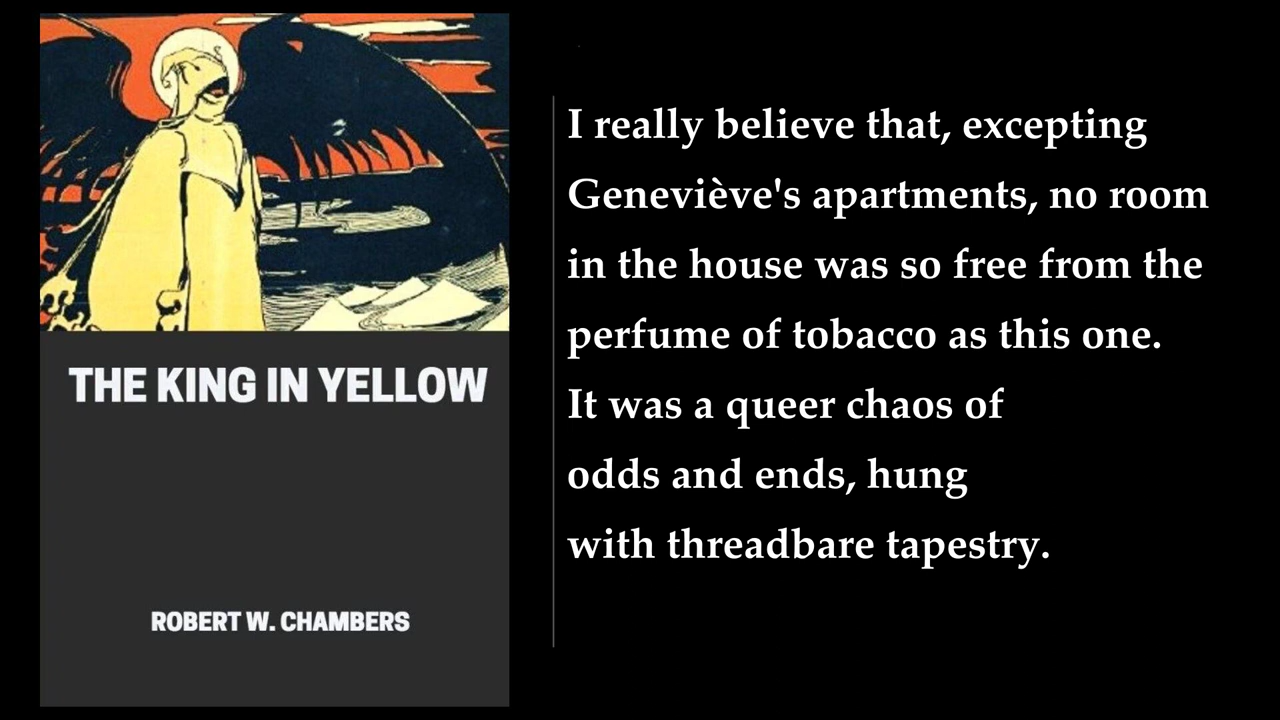 THE KING IN YELLOW
ROBERT W. CHAMBERS
I really believe that, excepting
Geneviève's apartments, no room
in the house was so free from the
perfume of tobacco as this one.
It was a queer chaos of
odds and ends, hung
with threadbare tapestry.